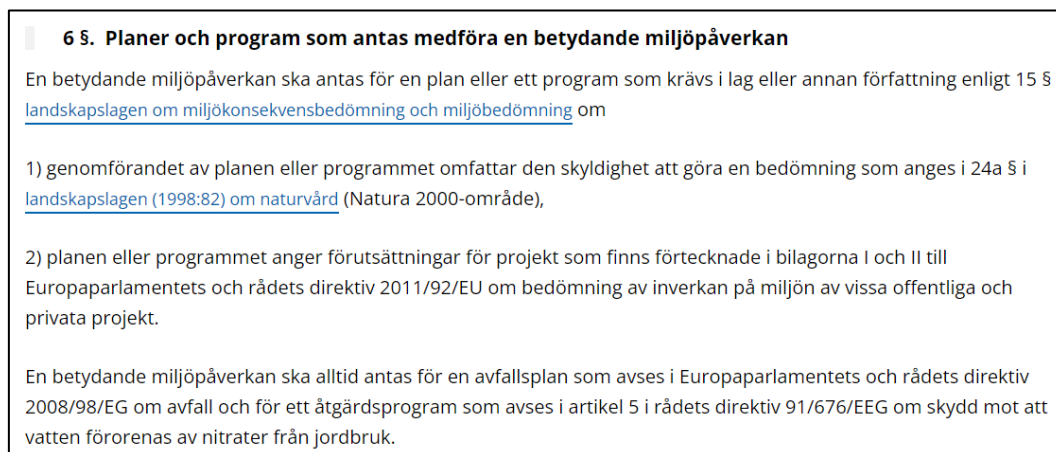 6 §. Planer och program som antas medföra en betydande miljöpåverkan
En betydande miljöpåverkan ska antas för en plan eller ett program som krävs i lag eller annan författning enligt 15 §
landskapslagen om miljökonsekvensbedömning och miljöbedömning om
1) genomförandet av planen eller programmet omfattar den skyldighet att göra en bedömning som anges i 24a § i
landskapslagen (1998:82) om naturvård (Natura 2000-område),
2) planen eller programmet anger förutsättningar för projekt som finns förtecknade i bilagorna I och II till
Europaparlamentets och rådets direktiv 2011/92/EU om bedömning av inverkan på miljön av vissa offentliga och
privata projekt.
En betydande miljöpåverkan ska alltid antas för en avfallsplan som avses i Europaparlamentets och rådets direktiv
2008/98/EG om avfall och för ett åtgärdsprogram som avses i artikel 5 i rådets direktiv 91/676/EEG om skydd mot att
vatten förorenas av nitrater från jordbruk.